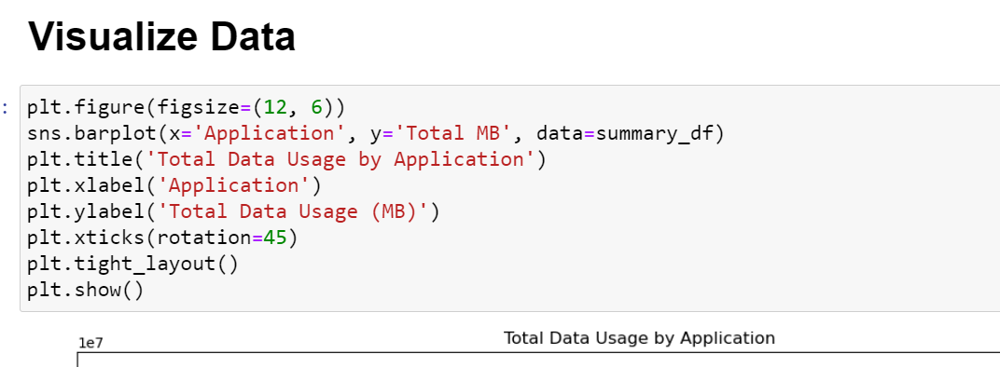 Visualize Data
: plt.figure(figsize=(12, 6))
sns.barplot(x='Application', y='Total MB', data=summary_df)
plt.title('Total Data Usage by Application')
plt.xlabel('Application')
plt.ylabel('Total Data Usage (MB)')
plt.xticks(rotation=45)
plt.tight_layout()
plt.show()
1e7
Total Data Usage by Application